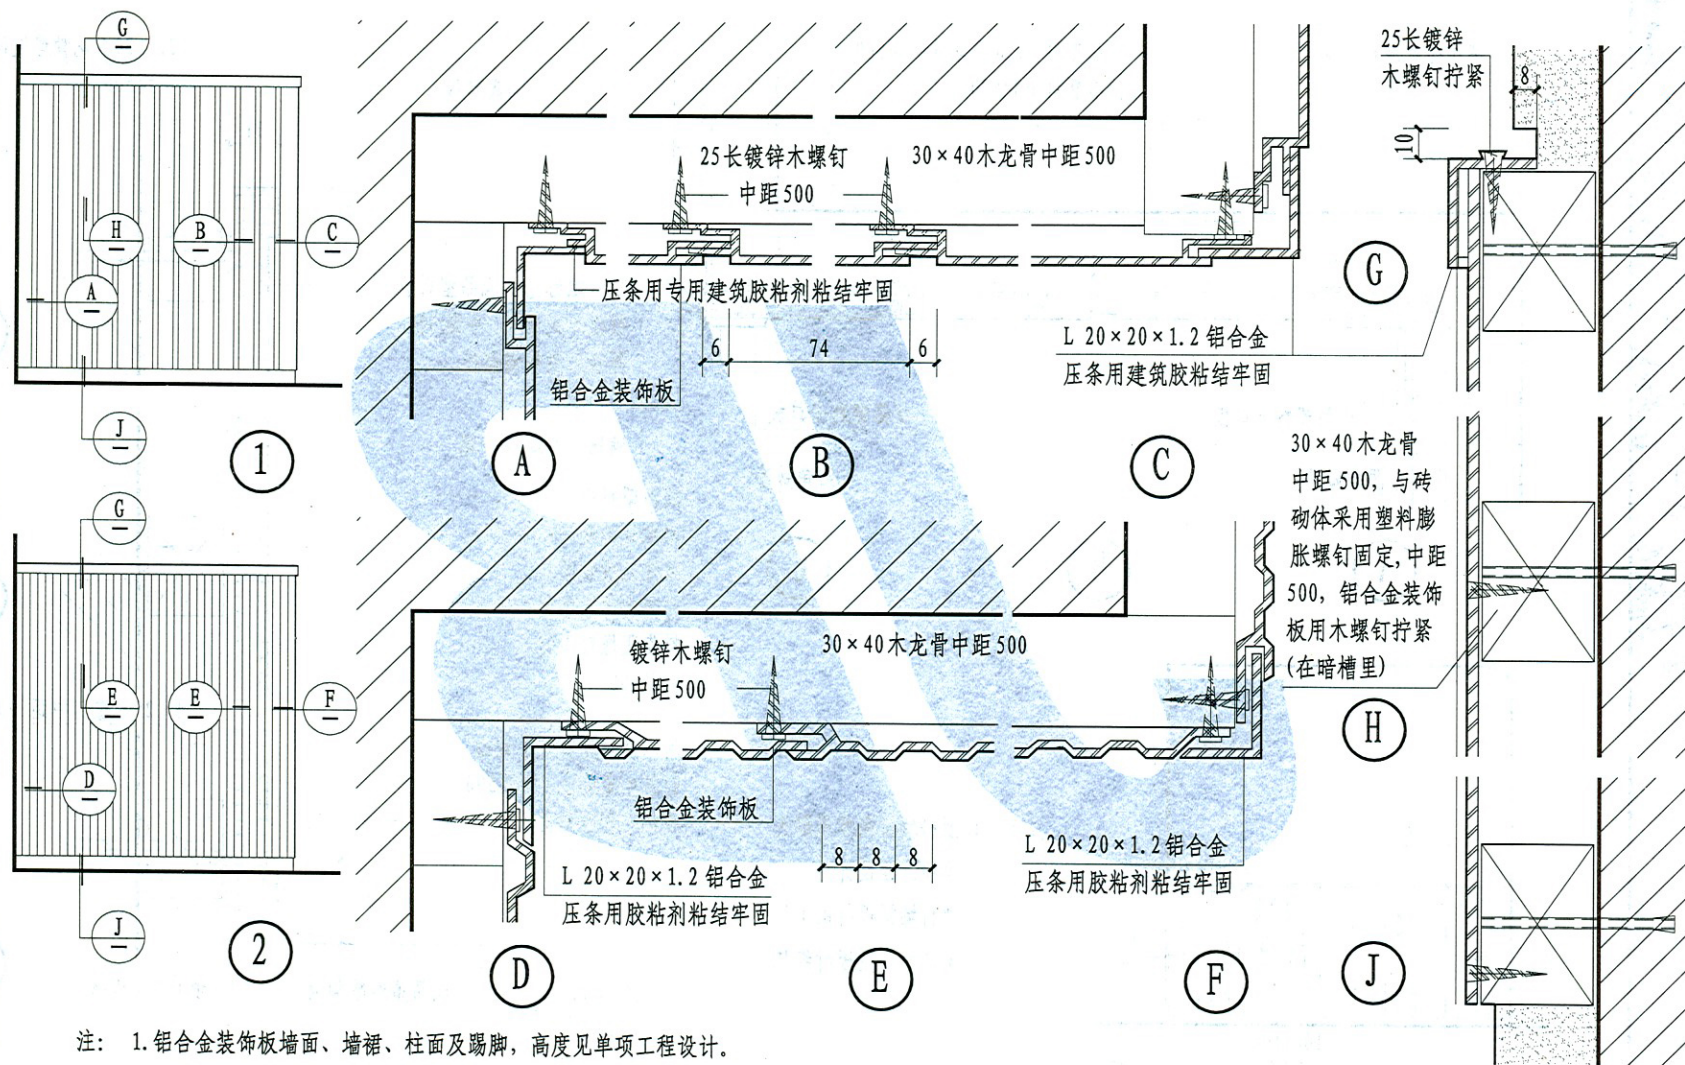 G
H
B
C
A
J
1
G
E
E
F
D
J
2
25长镀锌木螺钉
中距500
30×40木龙骨中距500
压条用专用建筑胶粘剂粘结牢固
6
74
6
铝合金装饰板
L 20×20×1.2铝合金
压条用建筑胶粘结牢固
A
B
C
镀锌木螺钉
中距500
30×40木龙骨中距500
铝合金装饰板
8
8
8
L 20×20×1.2铝合金
压条用胶粘剂粘结牢固
L 20×20×1.2铝合金
压条用胶粘剂粘结牢固
D
E
F
25长镀锌
木螺钉拧紧
8
10
G
30×40木龙骨
中距500，与砖
砌体采用塑料膨
胀螺钉固定,中距
500，铝合金装饰
板用木螺钉拧紧
(在暗槽里)
H
J
注： 1.铝合金装饰板墙面、墙裙、柱面及踢脚，高度见单项工程设计。